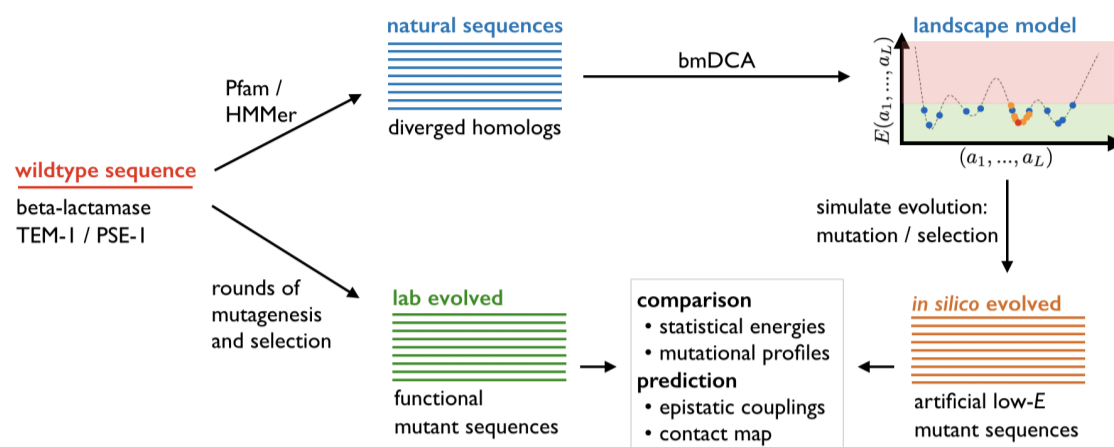 natural sequences
diverged homologs
Pfam /
HMMer
bmDCA
landscape model
E(a₁, ..., a_L)
(a₁, ..., a_L)
wildtype sequence
beta-lactamase
TEM-1 / PSE-1
simulate evolution:
mutation / selection
rounds of
mutagenesis
and selection
lab evolved
functional
mutant sequences
comparison
• statistical energies
• mutational profiles
prediction
• epistatic couplings
• contact map
in silico evolved
artificial low-E
mutant sequences